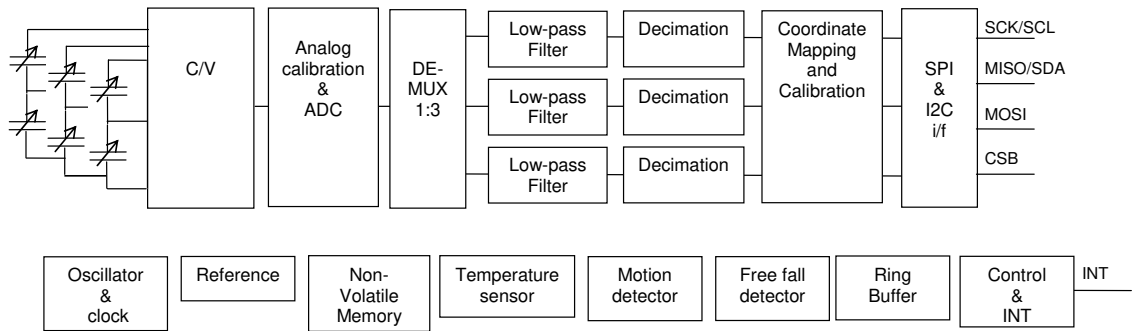 C/V
Analog
calibration
&
ADC
DE-
MUX
1:3
Low-pass
Filter
Decimation
Low-pass
Filter
Decimation
Low-pass
Filter
Decimation
Coordinate
Mapping
and
Calibration
SPI
&
I2C
i/f
SCK/SCL
MISO/SDA
MOSI
CSB
Oscillator
&
clock
Reference
Non-
Volatile
Memory
Temperature
sensor
Motion
detector
Free fall
detector
Ring
Buffer
Control
&
INT
INT